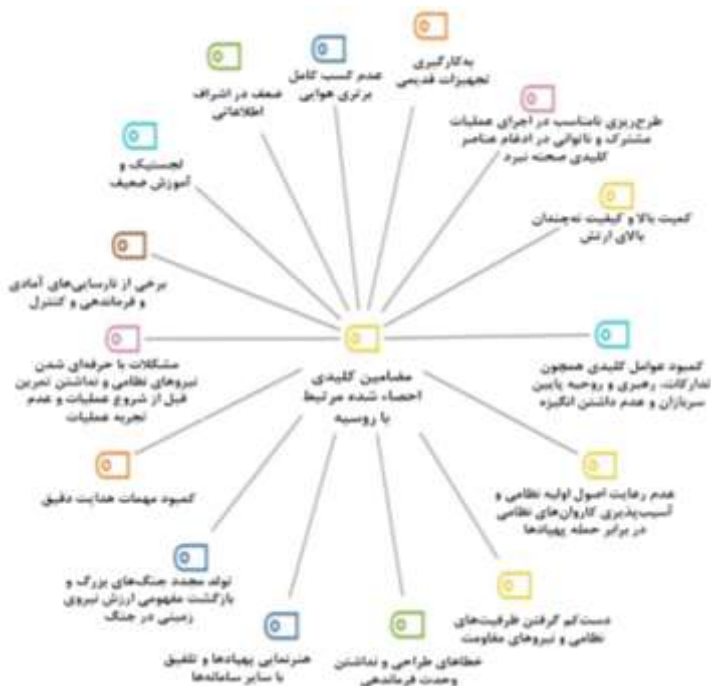 به‌کارگیری
تجهیزات قدیمی
عدم کسب کامل
برتری هوایی
ضعف در اشراف
اطلاعاتی
طرح‌ریزی نامناسب در اجرای عملیات
مشترک و ناتوانی در ادغام عناصر
کلیدی صحنه نبرد
لجستیک و
آموزش ضعیف
کمیت بالا و کیفیت نه‌چندان
بالای ارتش
برخی از نارسایی‌های آمادی
و فرماندهی و کنترل
کمبود عوامل کلیدی همچون
تدارکات، رهبری و روحیه پایین
سربازان و عدم داشتن انگیزه
مشکلات با حرفه‌ای شدن
نیروهای نظامی و نداشتن تمرین
قبل از شروع عملیات و عدم
تجربه عملیات
مضامین کلیدی
احصاء شده مرتبط
با روسیه
کمبود مهمات هدایت دقیق
عدم رعایت اصول اولیه نظامی و
آسیب‌پذیری کاروان‌های نظامی
در برابر حمله پهپادها
تولد مجدد جنگ‌های بزرگ و
بازگشت مفهومی ارزش نیروی
زمینی در جنگ
دست‌کم گرفتن ظرفیت‌های
نظامی و نیروهای مقاومت
هنرنمایی پهپادها و تلفیق
با سایر سامانه‌ها
خطاهای طراحی و نداشتن
وحدت فرماندهی